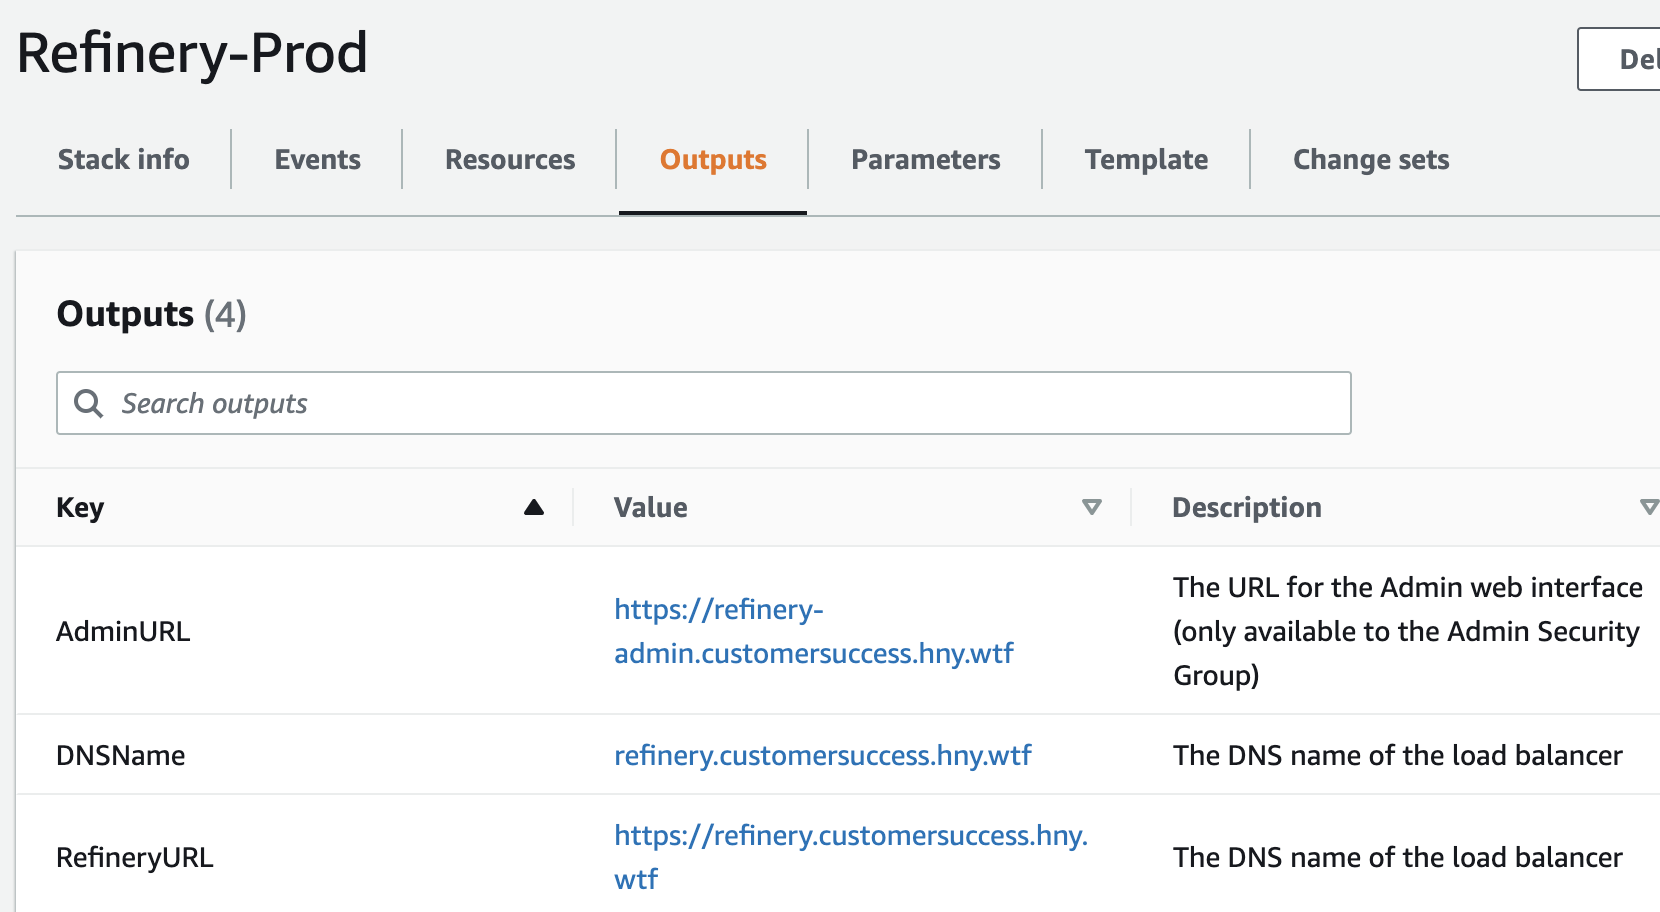 Refinery-Prod
Stack info
Events
Resources
Outputs
Parameters
Template
Change sets
Outputs (4)
Search outputs
Key
Value
Description
AdminURL
https://refinery-
admin.customersuccess.hny.wtf
The URL for the Admin web interface
(only available to the Admin Security
Group)
DNSName
refinery.customersuccess.hny.wtf
The DNS name of the load balancer
RefineryURL
https://refinery.customersuccess.hny.
wtf
The DNS name of the load balancer